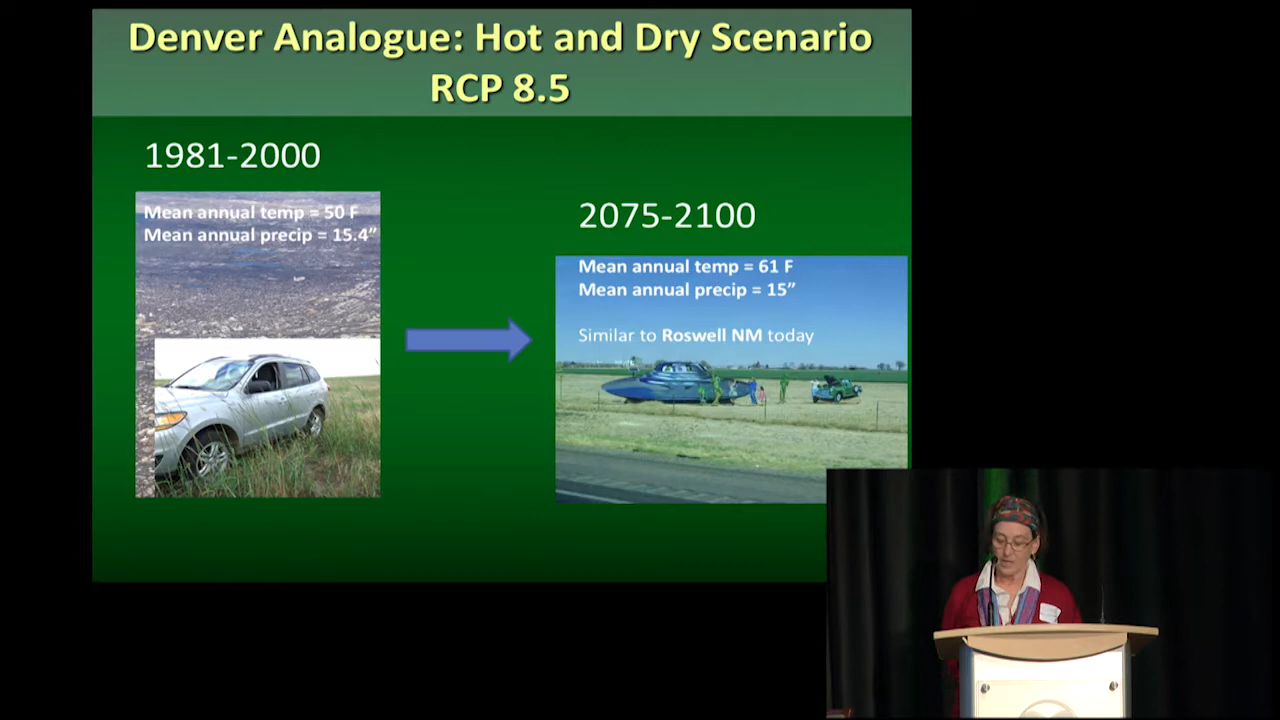 Denver Analogue: Hot and Dry Scenario
RCP 8.5
1981-2000
Mean annual temp = 50 F
Mean annual precip = 15.4”
2075-2100
Mean annual temp = 61 F
Mean annual precip = 15”
Similar to Roswell NM today